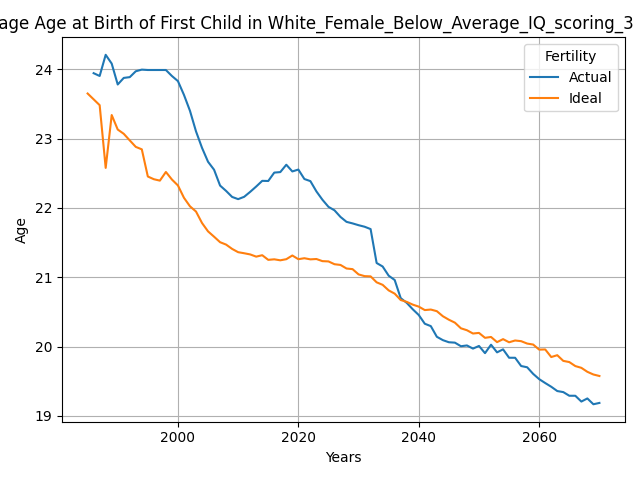 age Age at Birth of First Child in White_Female_Below_Average_IQ_scoring_3
Fertility
Actual
Ideal
24
23
22
21
20
19
Age
2000
2020
2040
2060
Years